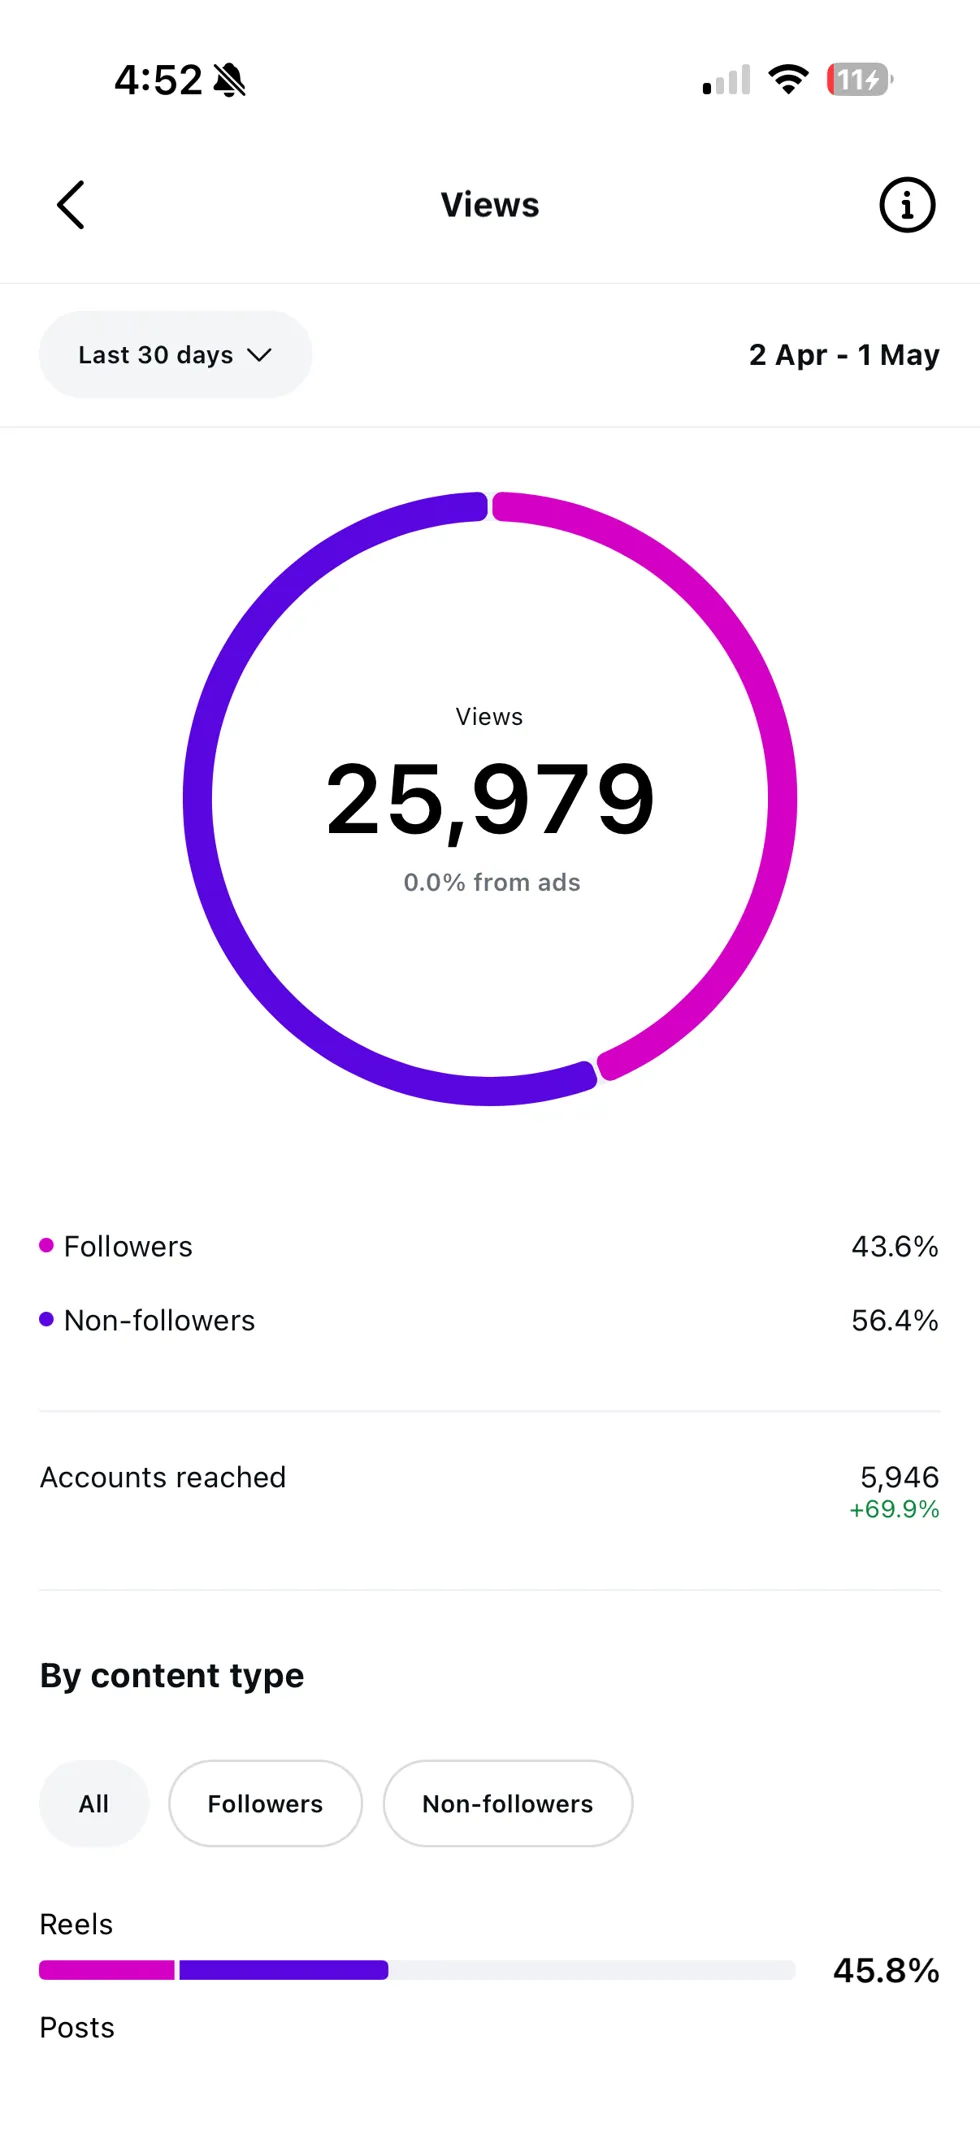 4:52
11
Views
Last 30 days
2 Apr - 1 May
Views
25,979
0.0% from ads
Followers 43.6%
Non-followers 56.4%
Accounts reached 5,946
+69.9%
By content type
All Followers Non-followers
Reels
45.8%
Posts